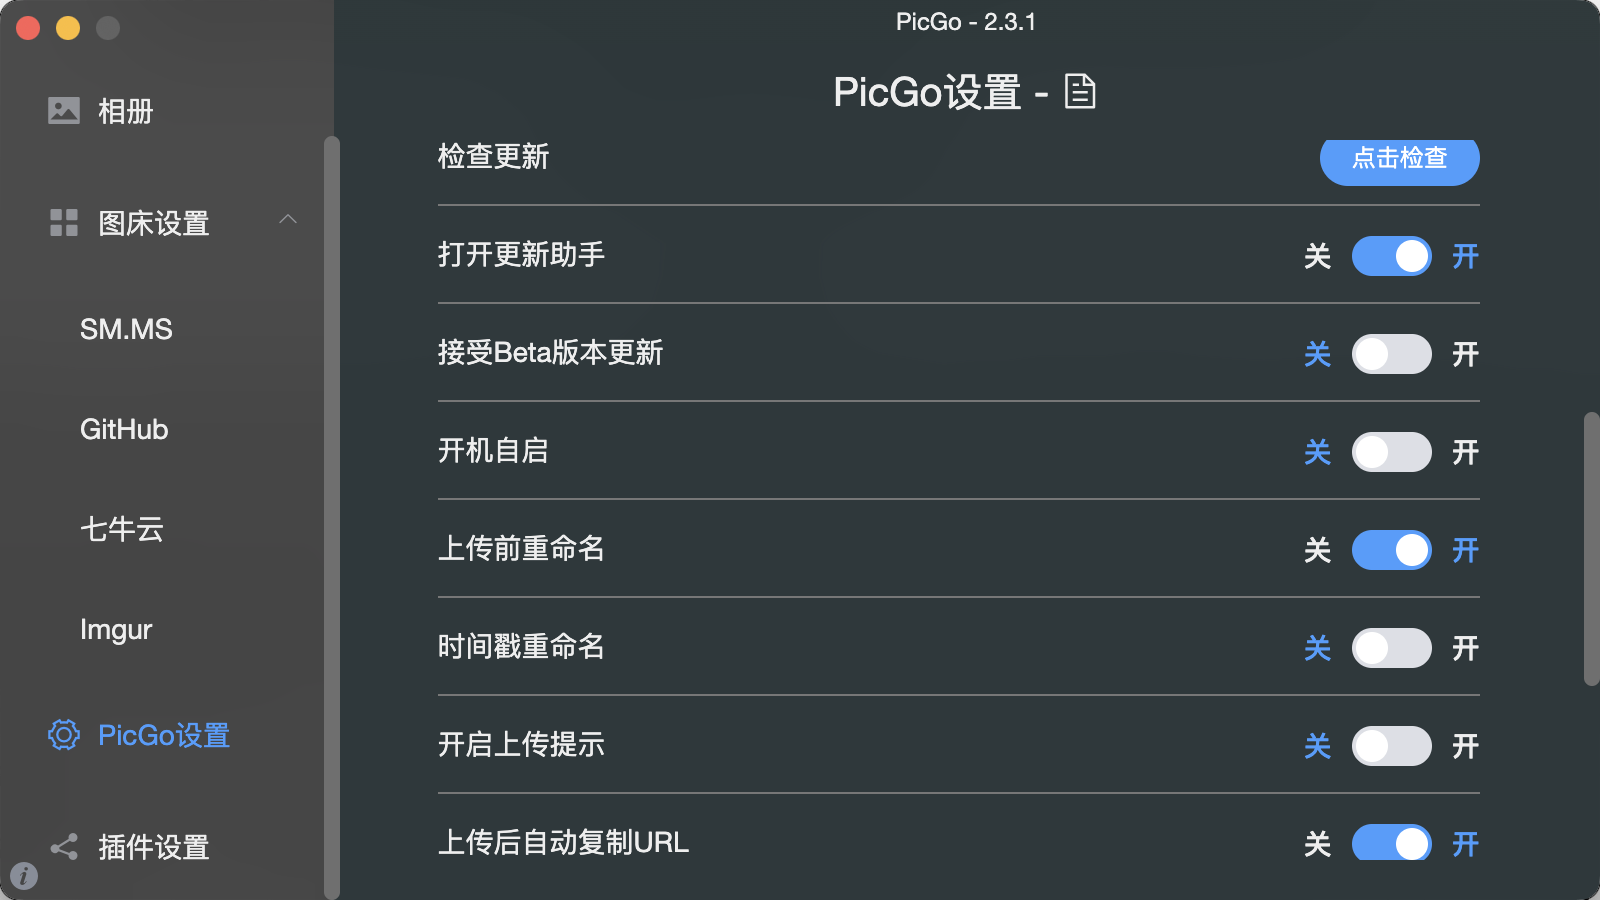 PicGo - 2.3.1
PicGo设置 -
相册
图床设置
SM.MS
GitHub
七牛云
Imgur
PicGo设置
插件设置
检查更新 点击检查
打开更新助手 关 开
接受Beta版本更新 关 开
开机自启 关 开
上传前重命名 关 开
时间戳重命名 关 开
开启上传提示 关 开
上传后自动复制URL 关 开